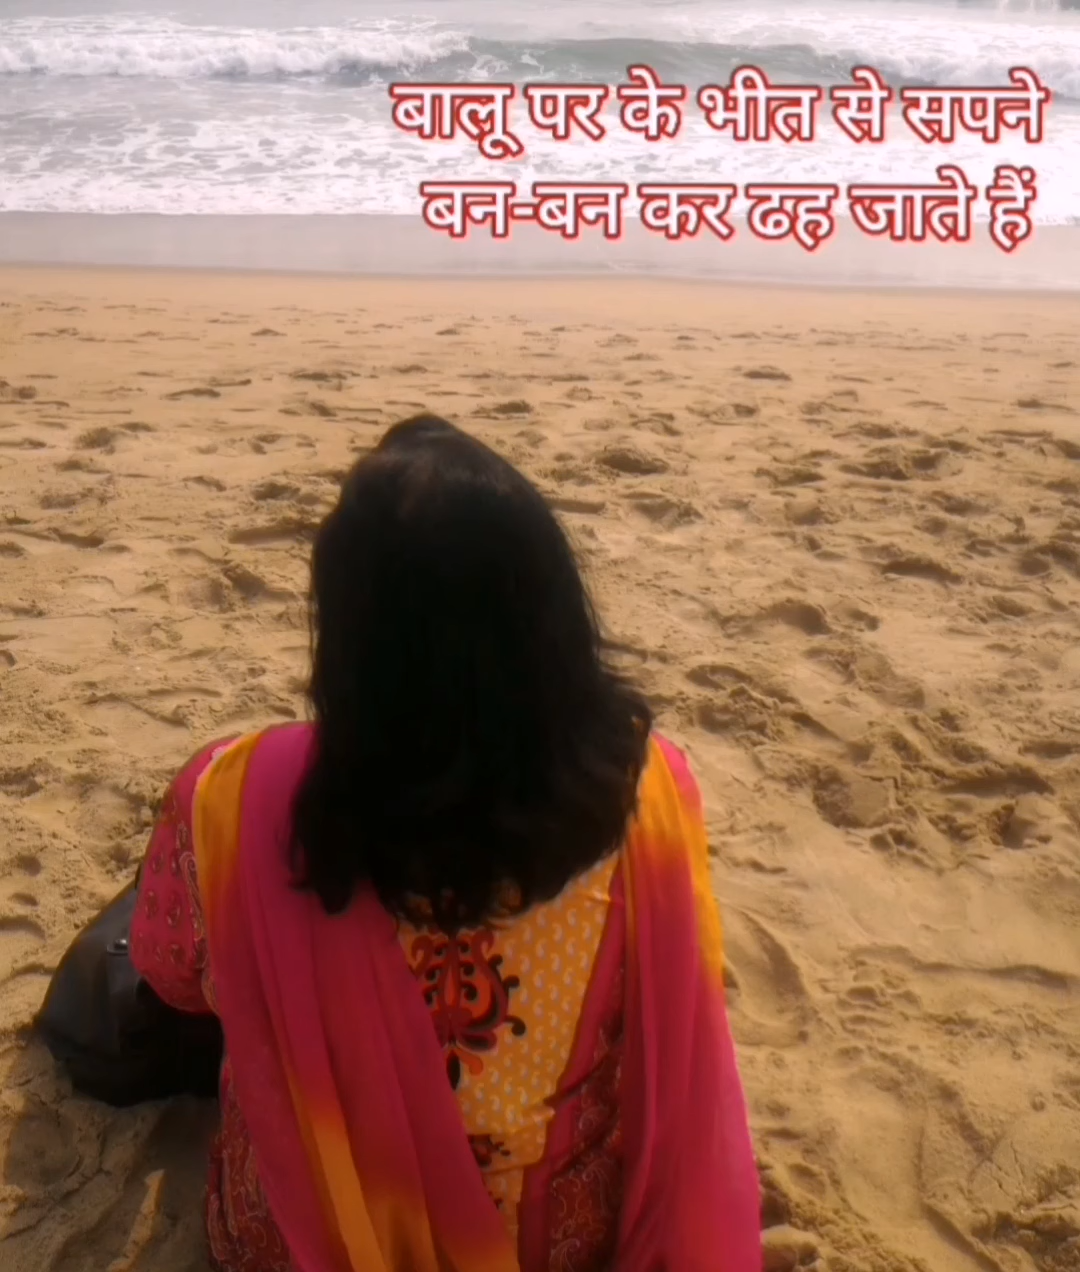 बालू पर के भीत से सपने
बन-बन कर ढह जाते हैं